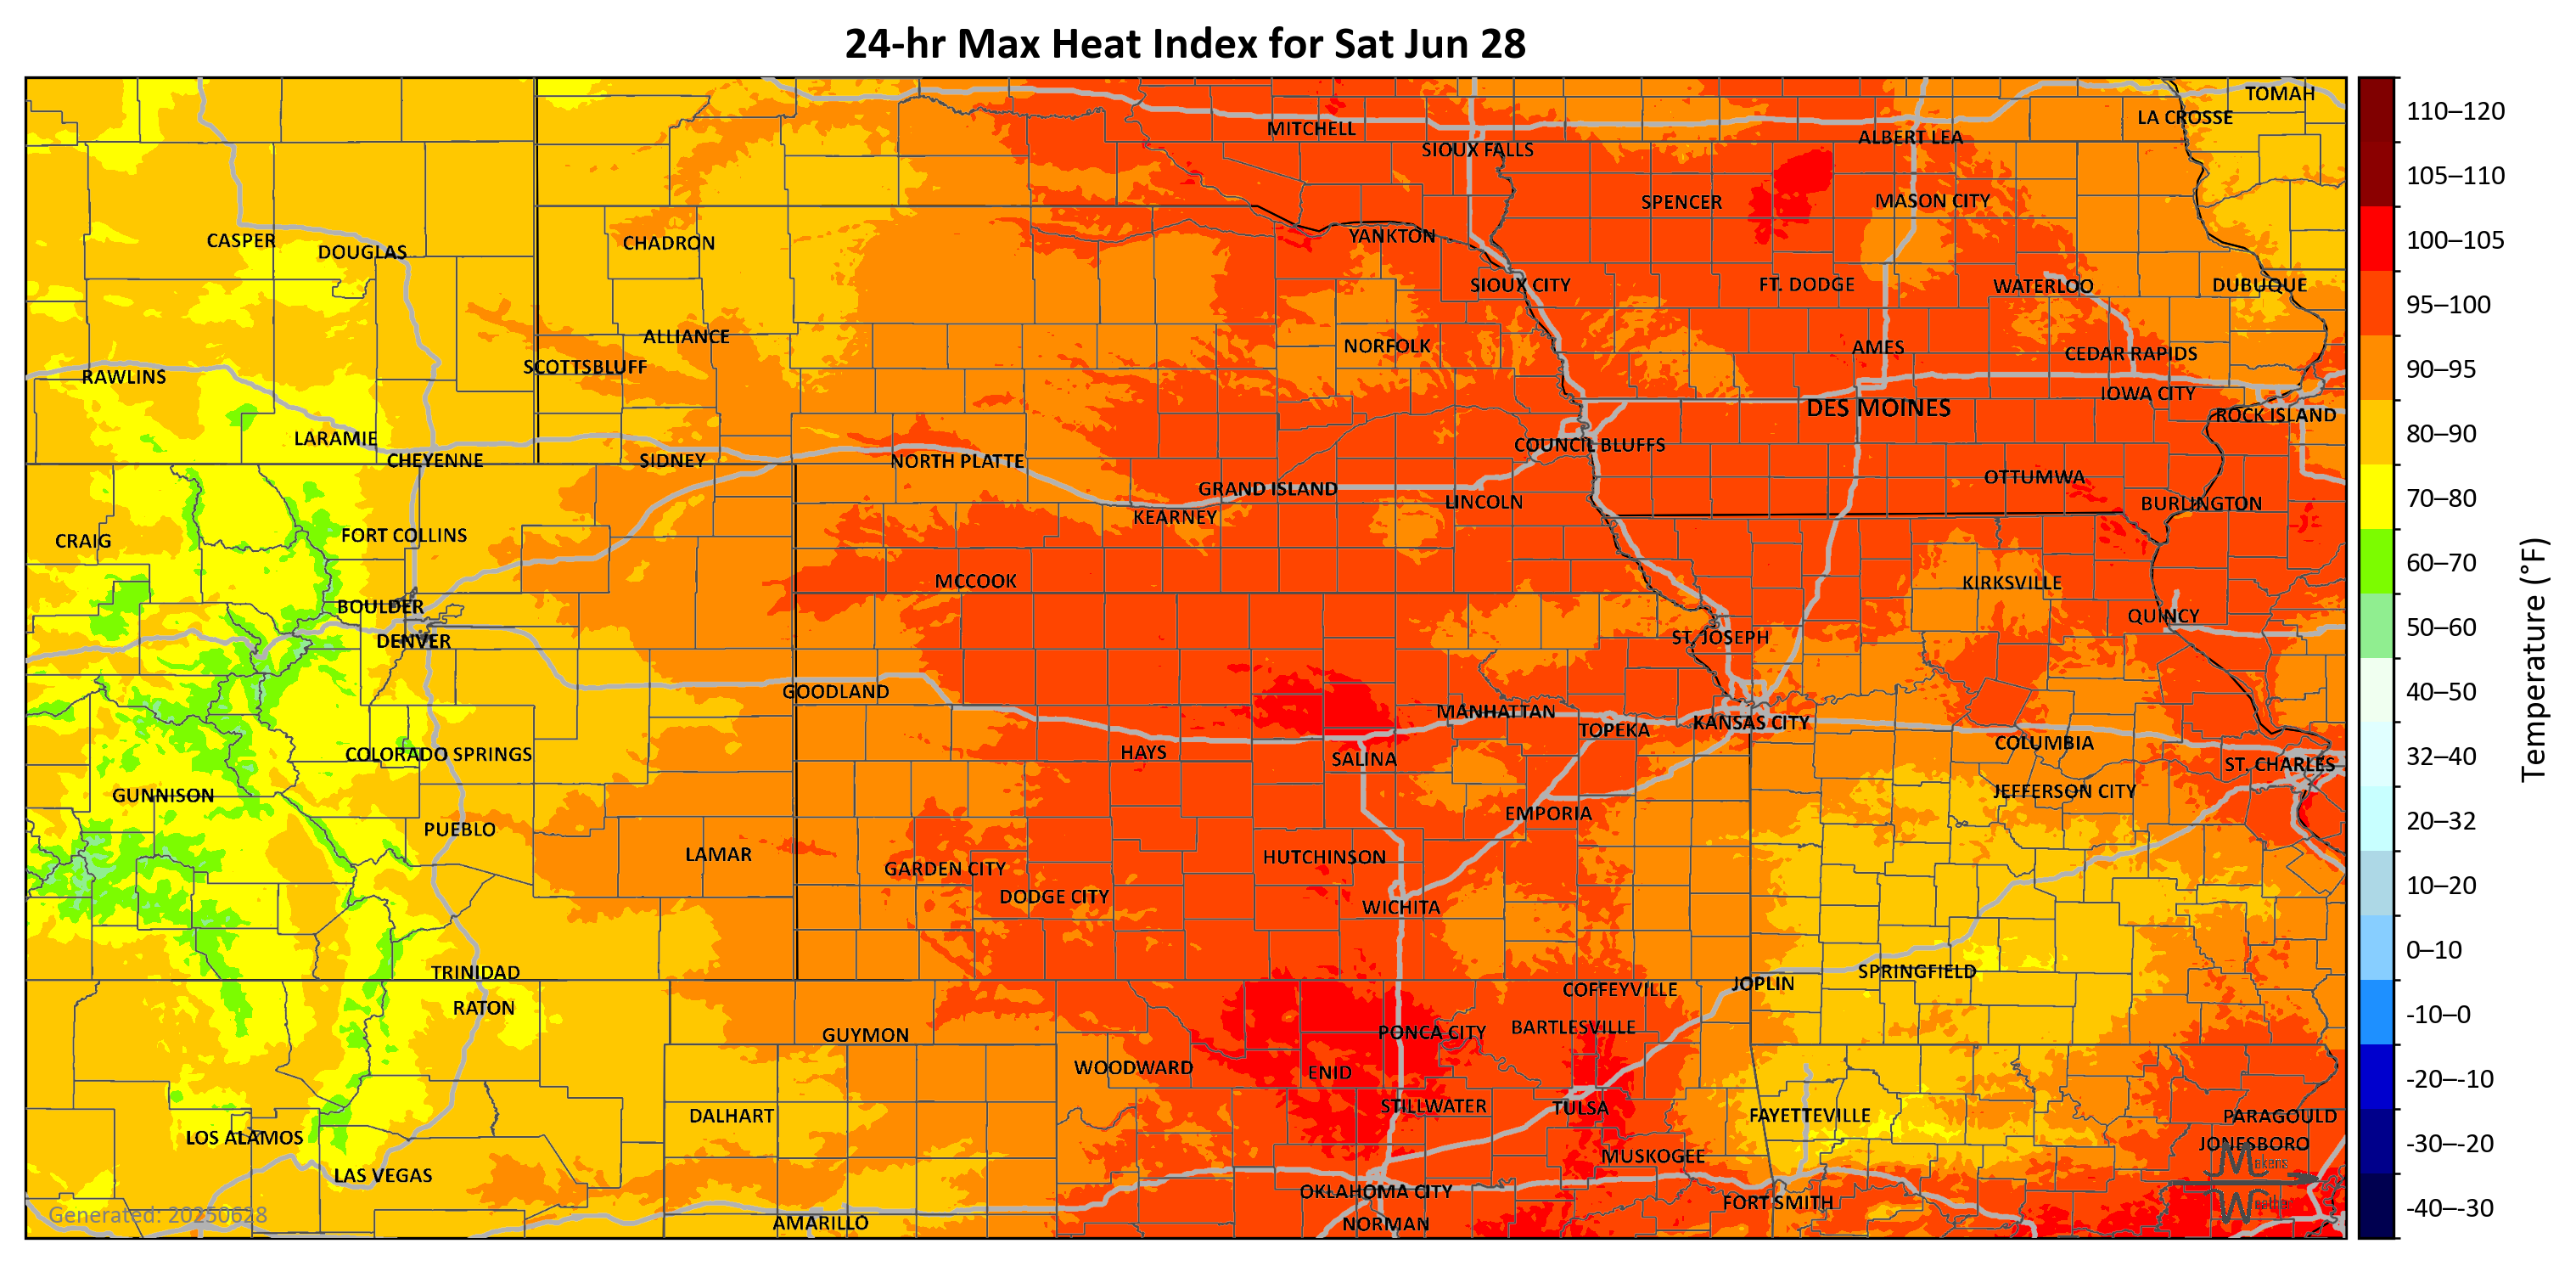 24-hr Max Heat Index for Sat Jun 28
TOMAH
LA CROSSE
MITCHELL
ALBERT LEA
SIOUX FALLS
SPENCER
MASON CITY
CASPER
DOUGLAS
CHADRON
YANKTON
SIOUX CITY
FT. DODGE
WATERLOO
DUBUQUE
ALLIANCE
NORFOLK
AMES
CEDAR RAPIDS
SCOTTSBLUFF
RAWLINS
IOWA CITY
DES MOINES
ROCK ISLAND
LARAMIE
COUNCIL BLUFFS
CHEYENNE
SIDNEY
NORTH PLATTE
OTTUMWA
GRAND ISLAND
LINCOLN
BURLINGTON
KEARNEY
CRAIG
FORT COLLINS
MCCOOK
KIRKSVILLE
BOULDER
QUINCY
DENVER
ST. JOSEPH
GOODLAND
MANHATTAN
TOPEKA
KANSAS CITY
COLORADO SPRINGS
HAYS
SALINA
COLUMBIA
ST. CHARLES
GUNNISON
JEFFERSON CITY
EMPORIA
PUEBLO
LAMAR
GARDEN CITY
HUTCHINSON
DODGE CITY
WICHITA
TRINIDAD
SPRINGFIELD
JOPLIN
COFFEYVILLE
RATON
GUYMON
PONCA CITY
BARTLESVILLE
WOODWARD
ENID
DALHART
STILLWATER
TULSA
FAYETTEVILLE
PARAGOULD
LOS ALAMOS
JONESBORO
LAS VEGAS
MUSKOGEE
OKLAHOMA CITY
FORT SMITH
AMARILLO
NORMAN
Generated: 20250628
110–120
105–110
100–105
95–100
90–95
80–90
70–80
60–70
50–60
40–50
32–40
20–32
10–20
0–10
-10–0
-20–-10
-30–-20
-40–-30
Temperature (°F)